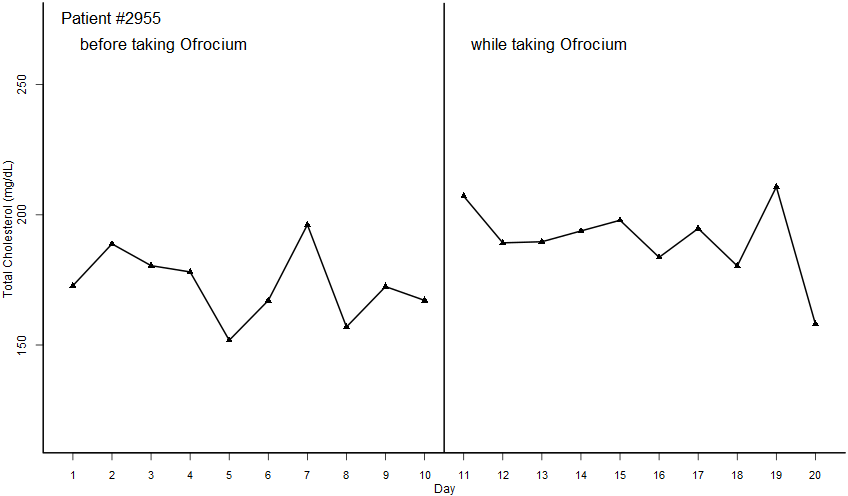 Patient #2955
before taking Ofrocium
while taking Ofrocium
Total Cholesterol (mg/dL)
250
200
150
1 2 3 4 5 6 7 8 9 10 11 12 13 14 15 16 17 18 19 20
Day